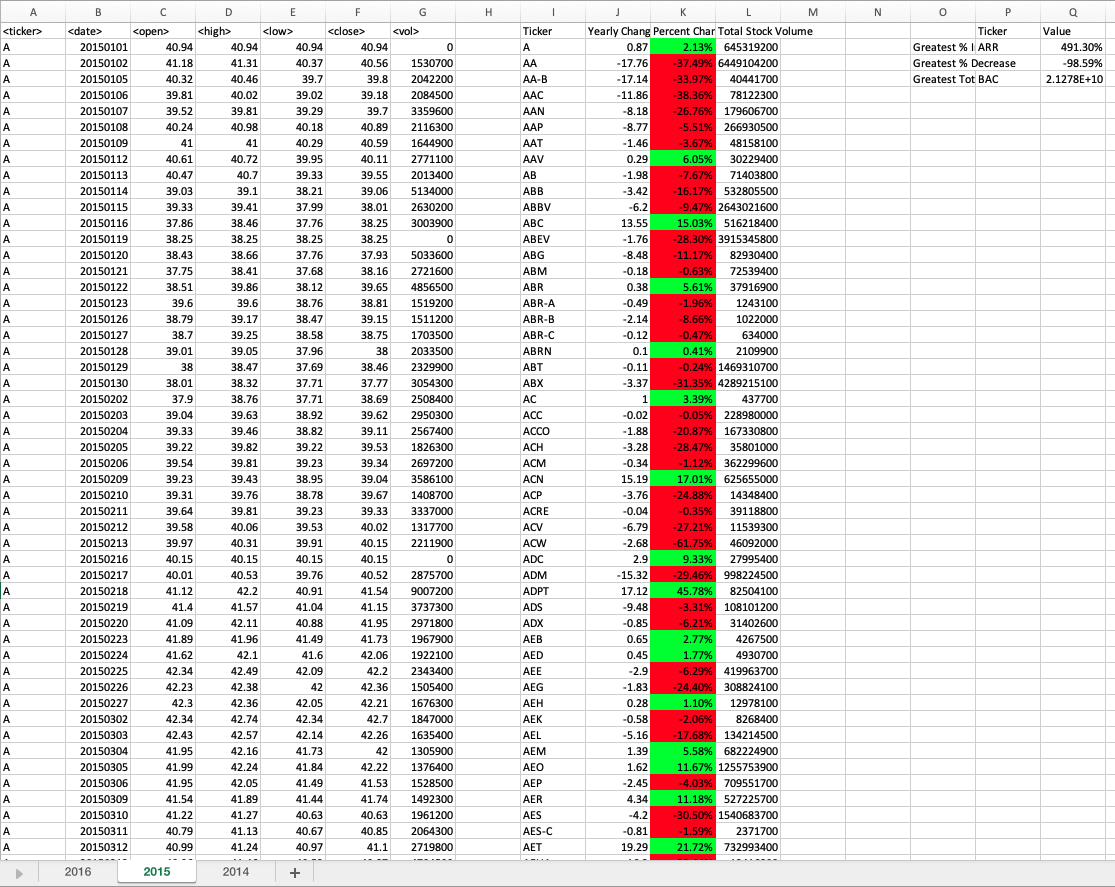 A B C D E F G H I J K L M N O P Q
<ticker> <date> <open> <high> <low> <close> <vol> Ticker Yearly Chang Percent Char Total Stock Volume Ticker Value
A 20150101 40.94 40.94 40.94 40.94 0 A 0.87 2.13% 645319200 Greatest % I ARR 491.30%
A 20150102 41.18 41.31 40.37 40.56 1530700 AA -17.76 -37.49% 6449104200 Greatest % Decrease -98.59%
A 20150105 40.32 40.46 39.7 39.8 2042200 AA-B -17.14 -33.97% 40441700 Greatest Tot BAC 2.1278E+10
A 20150106 39.81 40.02 39.02 39.18 2084500 AAC -11.86 -38.36% 78122300
A 20150107 39.52 39.81 39.29 39.7 3359600 AAN -8.18 -26.76% 179606700
A 20150108 40.24 40.98 40.18 40.89 2116300 AAP -8.77 -5.51% 266930500
A 20150109 41 41 40.29 40.59 1644900 AAT -1.46 -3.67% 48158100
A 20150112 40.61 40.72 39.95 40.11 2771100 AAV 0.29 6.05% 30229400
A 20150113 40.47 40.7 39.33 39.55 2013400 AB -1.98 -7.67% 71403800
A 20150114 39.03 39.1 38.21 39.06 5134000 ABB -3.42 -16.17% 532805500
A 20150115 39.33 39.41 37.99 38.01 2630200 ABBV -6.2 -9.47% 2643021600
A 20150116 37.86 38.46 37.76 38.25 3003900 ABC 13.55 15.03% 516218400
A 20150119 38.25 38.25 38.25 38.25 0 ABEV -1.76 -28.30% 3915345800
A 20150120 38.43 38.66 37.76 37.93 5033600 ABG -8.48 -11.17% 82930400
A 20150121 37.75 38.41 37.68 38.16 2721600 ABM -0.18 -0.63% 72539400
A 20150122 38.51 39.86 38.12 39.65 4856500 ABR 0.38 5.61% 37916900
A 20150123 39.6 39.6 38.76 38.81 1519200 ABR-A -0.49 -1.96% 1243100
A 20150126 38.79 39.17 38.47 39.15 1511200 ABR-B -2.14 -8.66% 1022000
A 20150127 38.7 39.25 38.58 38.75 1703500 ABR-C -0.12 -0.47% 634000
A 20150128 39.01 39.05 37.96 38 2033500 ABRN 0.1 0.41% 2109900
A 20150129 38 38.47 37.69 38.46 2329900 ABT -0.11 -0.24% 1469310700
A 20150130 38.01 38.32 37.71 37.77 3054300 ABX -3.37 -31.35% 4289215100
A 20150202 37.9 38.76 37.71 38.69 2508400 AC 1 3.39% 437700
A 20150203 39.04 39.63 38.92 39.62 2950300 ACC -0.02 -0.05% 228980000
A 20150204 39.33 39.46 38.82 39.11 2567400 ACCO -1.88 -20.87% 167330800
A 20150205 39.22 39.82 39.22 39.53 1826300 ACH -3.28 -28.47% 35801000
A 20150206 39.54 39.81 39.23 39.34 2697200 ACM -0.34 -1.12% 362299600
A 20150209 39.23 39.43 38.95 39.04 3586100 ACN 15.19 17.01% 625655000
A 20150210 39.31 39.76 38.78 39.67 1408700 ACP -3.76 -24.88% 14348400
A 20150211 39.64 39.81 39.23 39.33 3337000 ACRE -0.04 -0.35% 39118800
A 20150212 39.58 40.06 39.53 40.02 1317700 ACV -6.79 -27.21% 11539300
A 20150213 39.97 40.31 39.91 40.15 2211900 ACW -2.68 -61.75% 46092000
A 20150216 40.15 40.15 40.15 40.15 0 ADC 2.9 9.33% 27995400
A 20150217 40.01 40.53 39.76 40.52 2875700 ADM -15.32 -29.46% 998224500
A 20150218 41.12 42.2 40.91 41.54 9007200 ADPT 17.12 45.78% 82504100
A 20150219 41.4 41.57 41.04 41.15 3737300 ADS -9.48 -3.31% 108101200
A 20150220 41.09 42.11 40.88 41.95 2971800 ADX -0.85 -6.21% 31402600
A 20150223 41.89 41.96 41.49 41.73 1967900 AEB 0.65 2.77% 4267500
A 20150224 41.62 42.1 41.6 42.06 1922100 AED 0.45 1.77% 4930700
A 20150225 42.34 42.49 42.09 42.2 2343400 AEE -2.9 -6.29% 419963700
A 20150226 42.23 42.38 42 42.36 1505400 AEG -1.83 -24.40% 308824100
A 20150227 42.3 42.36 42.05 42.21 1676300 AEH 0.28 1.10% 12978100
A 20150302 42.34 42.74 42.34 42.7 1847000 AEK -0.58 -2.06% 8268400
A 20150303 42.43 42.57 42.14 42.26 1635400 AEL -5.16 -17.68% 134214500
A 20150304 41.95 42.16 41.73 42 1305900 AEM 1.39 5.58% 682224900
A 20150305 41.99 42.24 41.84 42.22 1376400 AEO 1.62 11.67% 1255753900
A 20150306 41.95 42.05 41.49 41.53 1528500 AEP -2.45 -4.03% 709551700
A 20150309 41.54 41.89 41.44 41.74 1492300 AER 4.34 11.18% 527225700
A 20150310 41.22 41.27 40.63 40.63 1961200 AES -4.2 -30.50% 1540683700
A 20150311 40.79 41.13 40.67 40.85 2064300 AES-C -0.81 -1.59% 2371700
A 20150312 40.99 41.24 40.97 41.1 2719800 AET 19.29 21.72% 732993400
2016 2015 2014 +